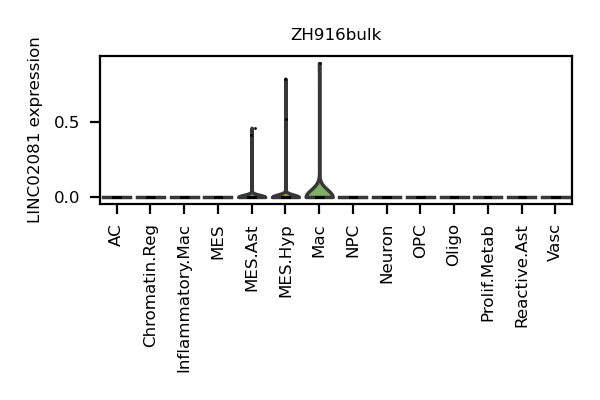 ZH916bulk
LINC02081 expression
0.5
0.0
AC
Chromatin.Reg
Inflammatory.Mac
MES
MES.Ast
MES.Hyp
Mac
NPC
Neuron
OPC
Oligo
Prolif.Metab
Reactive.Ast
Vasc